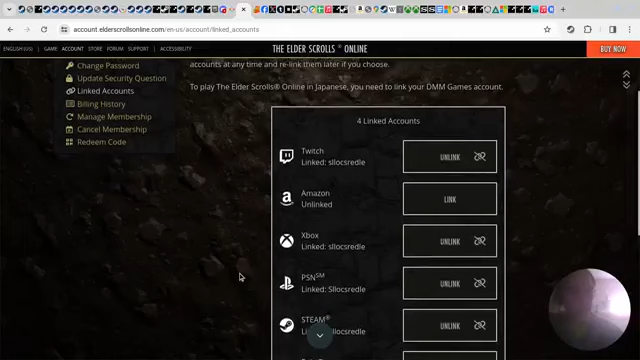 account.elderscrollsonline.com/en-us/account/linked_accounts
ENGLISH (US) GAME ACCOUNT STORE FORUM SUPPORT ACCESSIBILITY
THE ELDER SCROLLS® ONLINE
BUY NOW
accounts at any time and re-link them later if you choose.
To play The Elder Scrolls® Online in Japanese, you need to link your DMM Games account.
Change Password
Update Security Question
Linked Accounts
Billing History
Manage Membership
Cancel Membership
Redeem Code
4 Linked Accounts
Twitch
Linked: sllocsredle
UNLINK
Amazon
Unlinked
LINK
Xbox
Linked: sllocsredle
UNLINK
PSN℠
Linked: Sllocsredle
UNLINK
STEAM®
UNLINK